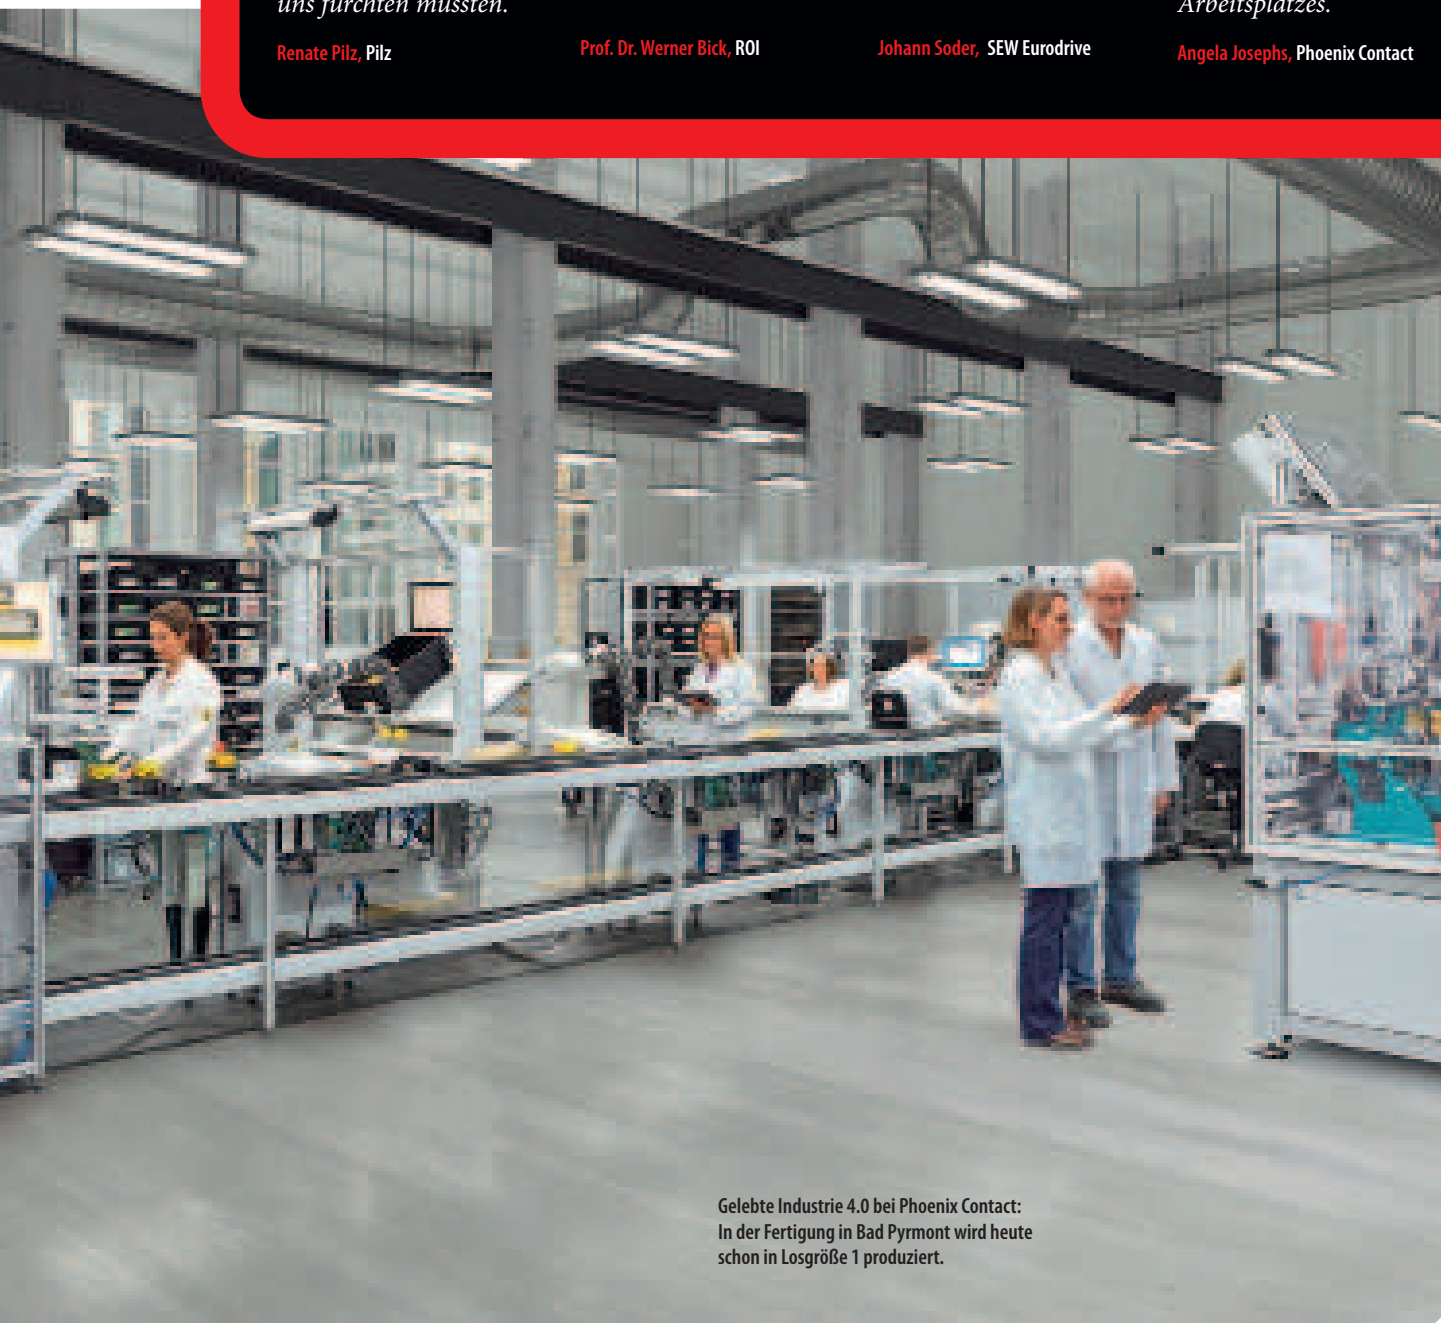 uns fürchten müssten.
Renate Pilz, Pilz
Prof. Dr. Werner Bick, ROI
Johann Soder, SEW Eurodrive
Arbeitsplatzes.
Angela Josephs, Phoenix Contact
Gelebte Industrie 4.0 bei Phoenix Contact:
In der Fertigung in Bad Pyrmont wird heute
schon in Losgröße 1 produziert.